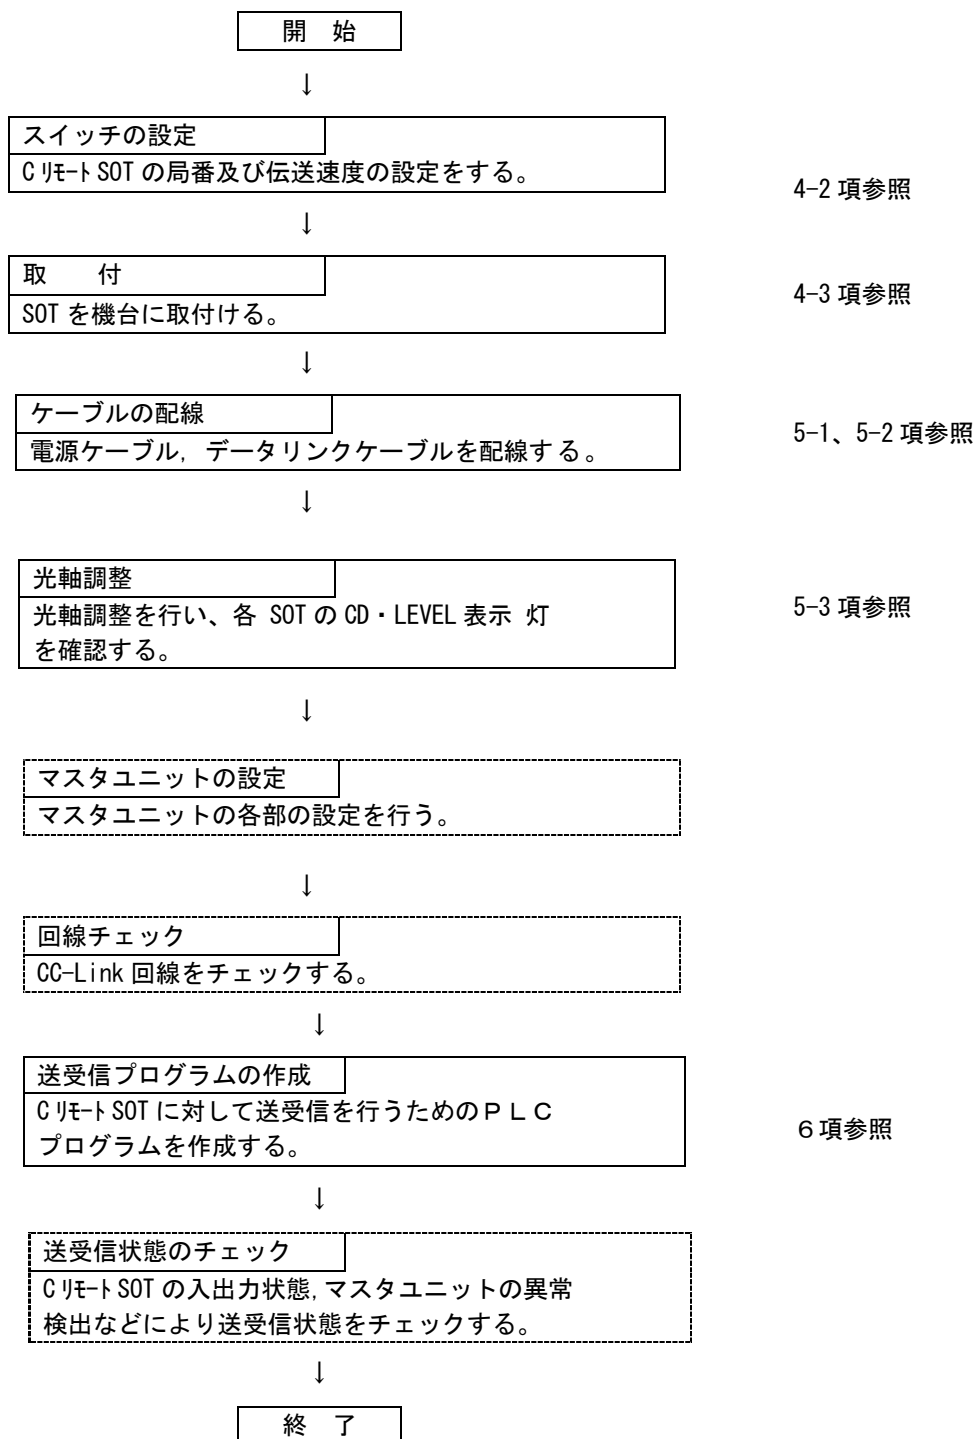 開　始
↓
スイッチの設定
Cﾘﾓｰﾄ SOT の局番及び伝送速度の設定をする。
4-2 項参照
↓
取　　付
SOT を機台に取付ける。
4-3 項参照
↓
ケーブルの配線
電源ケーブル, データリンクケーブルを配線する。
5-1、5-2 項参照
↓
光軸調整
光軸調整を行い、各 SOT の CD・LEVEL 表示 灯
を確認する。
5-3 項参照
↓
マスタユニットの設定
マスタユニットの各部の設定を行う。
↓
回線チェック
CC-Link 回線をチェックする。
↓
送受信プログラムの作成
Cﾘﾓｰﾄ SOT に対して送受信を行うためのＰＬＣ
プログラムを作成する。
６項参照
↓
送受信状態のチェック
Cﾘﾓｰﾄ SOT の入出力状態, マスタユニットの異常
検出などにより送受信状態をチェックする。
↓
終　了